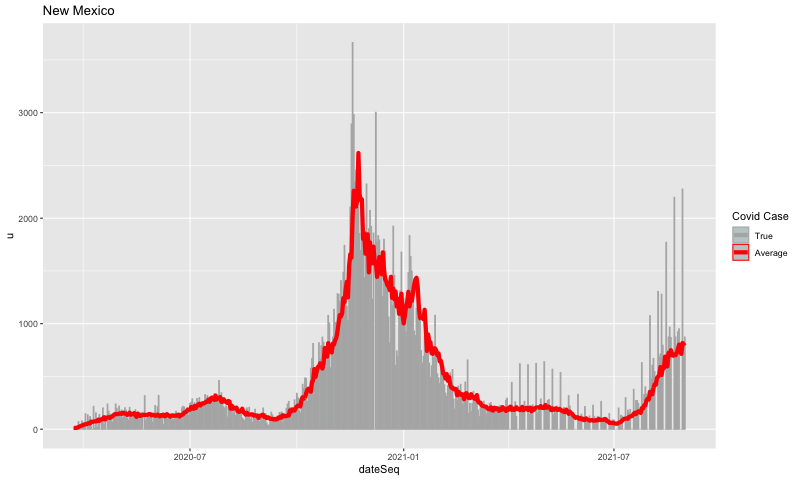 New Mexico
3000
2000
1000
0
u
2020-07
2021-01
2021-07
dateSeq
Covid Case
True
Average